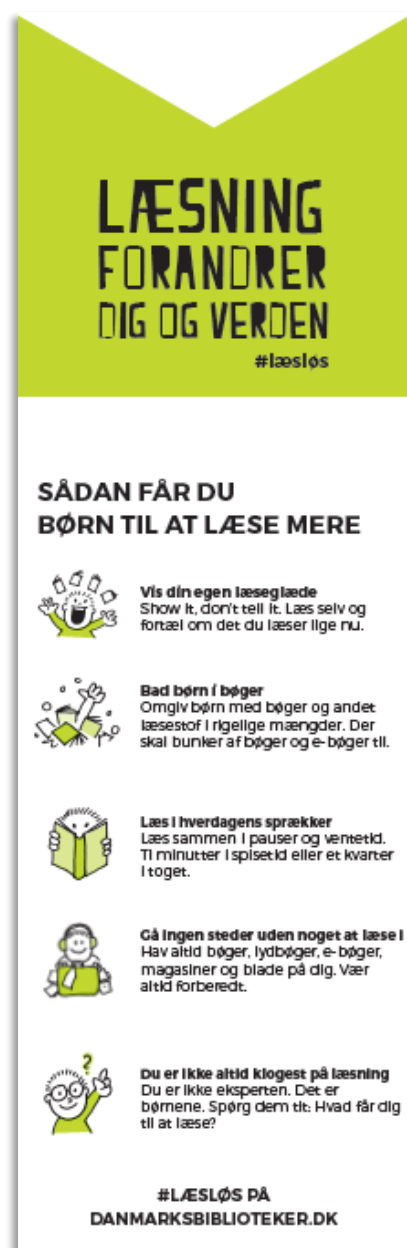 LÆSNING
FORANDRER
DIG OG VERDEN
#læsløs
SÅDAN FÅR DU
BØRN TIL AT LÆSE MERE
Vis din egen læseglæde
Show it, don't tell it. Læs selv og
fortæl om det du læser lige nu.
Bad børn i bøger
Omgiv børn med bøger og andet
læsestof i rigelige mængder. Der
skal bunker af bøger og e-bøger til.
Læs i hverdagens sprækker
Læs sammen i pauser og ventetid.
Ti minutter i spisetid eller et kvarter
i toget.
Gå ingen steder uden noget at læse i
Hav altid bøger, lydbøger, e-bøger,
magasiner og blade på dig. Vær
altid forberedt.
?
Du er ikke altid klogest på læsning
Du er ikke eksperten. Det er
børnene. Spørg dem tit: Hvad får dig
til at læse?
#LÆSLØS PÅ
DANMARKSBIBLIOTEKER.DK